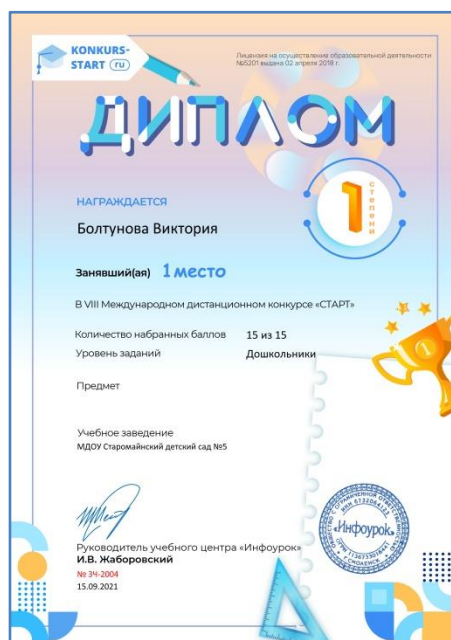 KONKURS-
START ru
Лицензия на осуществление образовательной деятельности
№5201 выдана 02 апреля 2018 г.
ДИПЛОМ
НАГРАЖДАЕТСЯ
1
степени
Болтунова Виктория
Занявший(ая) 1 место
В VIII Международном дистанционном конкурсе «СТАРТ»
Количество набранных баллов 15 из 15
Уровень заданий Дошкольники
Предмет
Учебное заведение
МДОУ Старомайнский детский сад №5
«Инфоурок»
Руководитель учебного центра «Инфоурок»
И.В. Жаборовский
№ ЗЧ-2004
15.09.2021